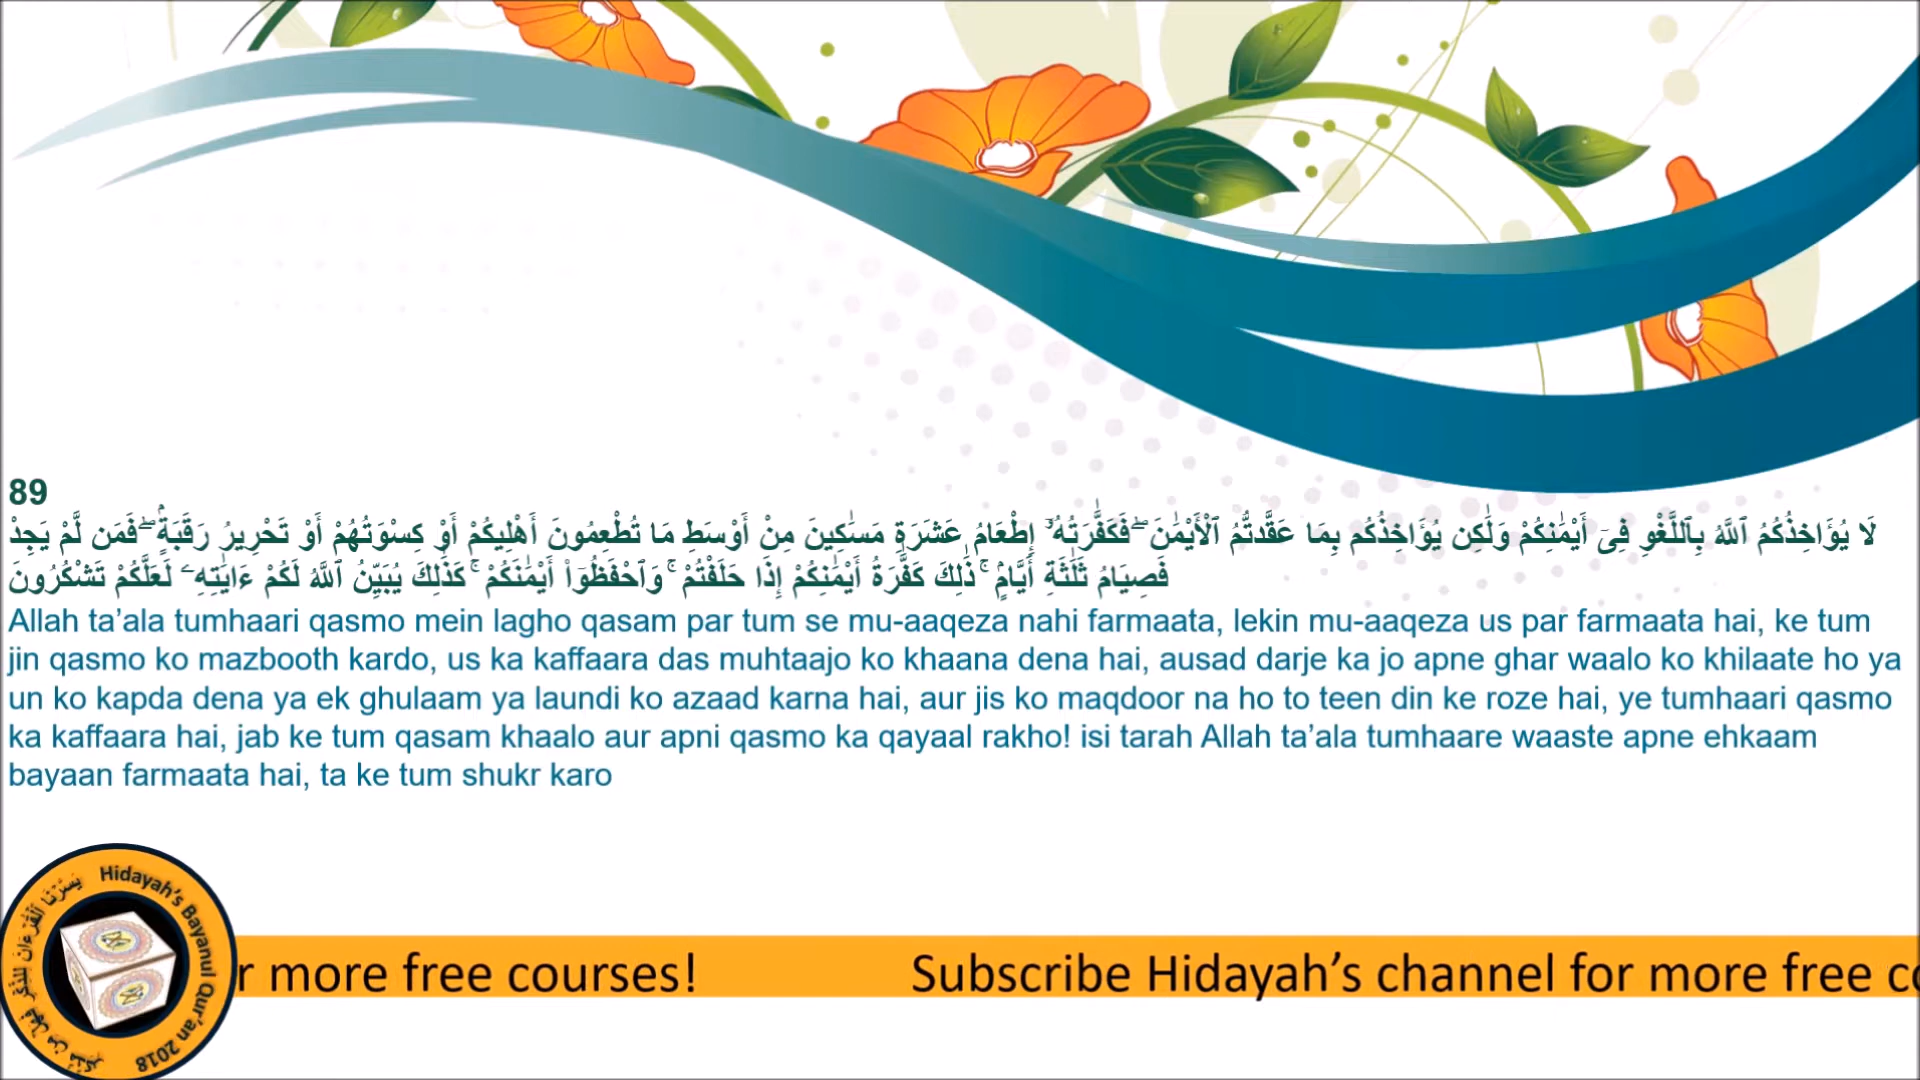 89
لَا يُؤَاخِذُكُمُ ٱللَّهُ بِٱللَّغْوِ فِىٓ أَيْمَٰنِكُمْ وَلَٰكِن يُؤَاخِذُكُم بِمَا عَقَّدتُّمُ ٱلْأَيْمَٰنَ ۖ فَكَفَّٰرَتُهُۥٓ إِطْعَامُ عَشَرَةِ مَسَٰكِينَ مِنْ أَوْسَطِ مَا تُطْعِمُونَ أَهْلِيكُمْ أَوْ كِسْوَتُهُمْ أَوْ تَحْرِيرُ رَقَبَةٍۢ ۖ فَمَن لَّمْ يَجِدْ
فَصِيَامُ ثَلَٰثَةِ أَيَّامٍۢ ۚ ذَٰلِكَ كَفَّٰرَةُ أَيْمَٰنِكُمْ إِذَا حَلَفْتُمْ ۚ وَٱحْفَظُوٓا۟ أَيْمَٰنَكُمْ ۚ كَذَٰلِكَ يُبَيِّنُ ٱللَّهُ لَكُمْ ءَايَٰتِهِۦ لَعَلَّكُمْ تَشْكُرُونَ
Allah ta’ala tumhaari qasmo mein lagho qasam par tum se mu-aaqeza nahi farmaata, lekin mu-aaqeza us par farmaata hai, ke tum
jin qasmo ko mazbooth kardo, us ka kaffaara das muhtaajo ko khaana dena hai, ausad darje ka jo apne ghar waalo ko khilaate ho ya
un ko kapda dena ya ek ghulaam ya laundi ko azaad karna hai, aur jis ko maqdoor na ho to teen din ke roze hai, ye tumhaari qasmo
ka kaffaara hai, jab ke tum qasam khaalo aur apni qasmo ka qayaal rakho! isi tarah Allah ta’ala tumhaare waaste apne ehkaam
bayaan farmaata hai, ta ke tum shukr karo
Hidayah’s Bayanul Qur’an 2018
r more free courses! Subscribe Hidayah’s channel for more free co